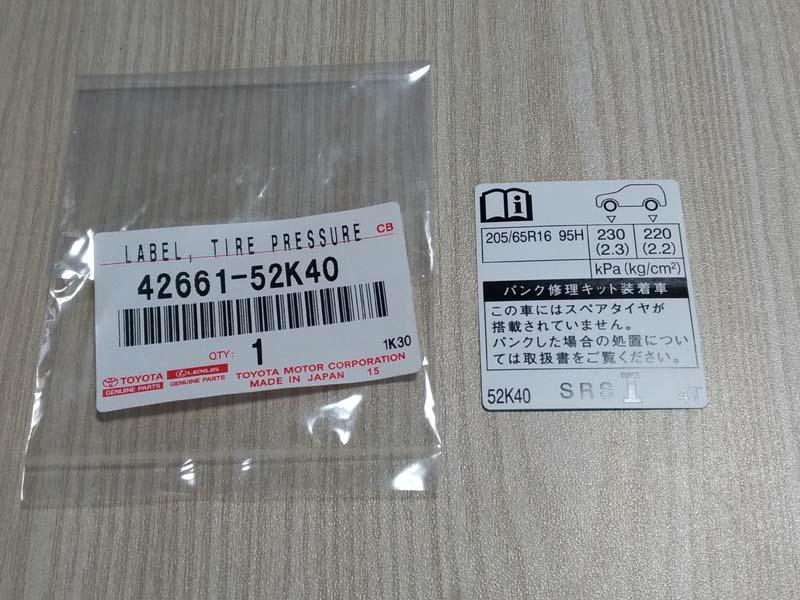 LABEL, TIRE PRESSURE CB
42661-52K40
QTY: 1 1K30
TOYOTA
GENUINE PARTS
LEXUS
GENUINE PARTS
TOYOTA MOTOR CORPORATION
MADE IN JAPAN 15
i
205/65R16 95H 230 220
(2.3) (2.2)
kPa (kg/cm²)
パンク修理キット装着車
この車にはスペアタイヤが
搭載されていません。
パンクした場合の処置につい
ては取扱書をご覧ください。
52K40 SRS I 4T